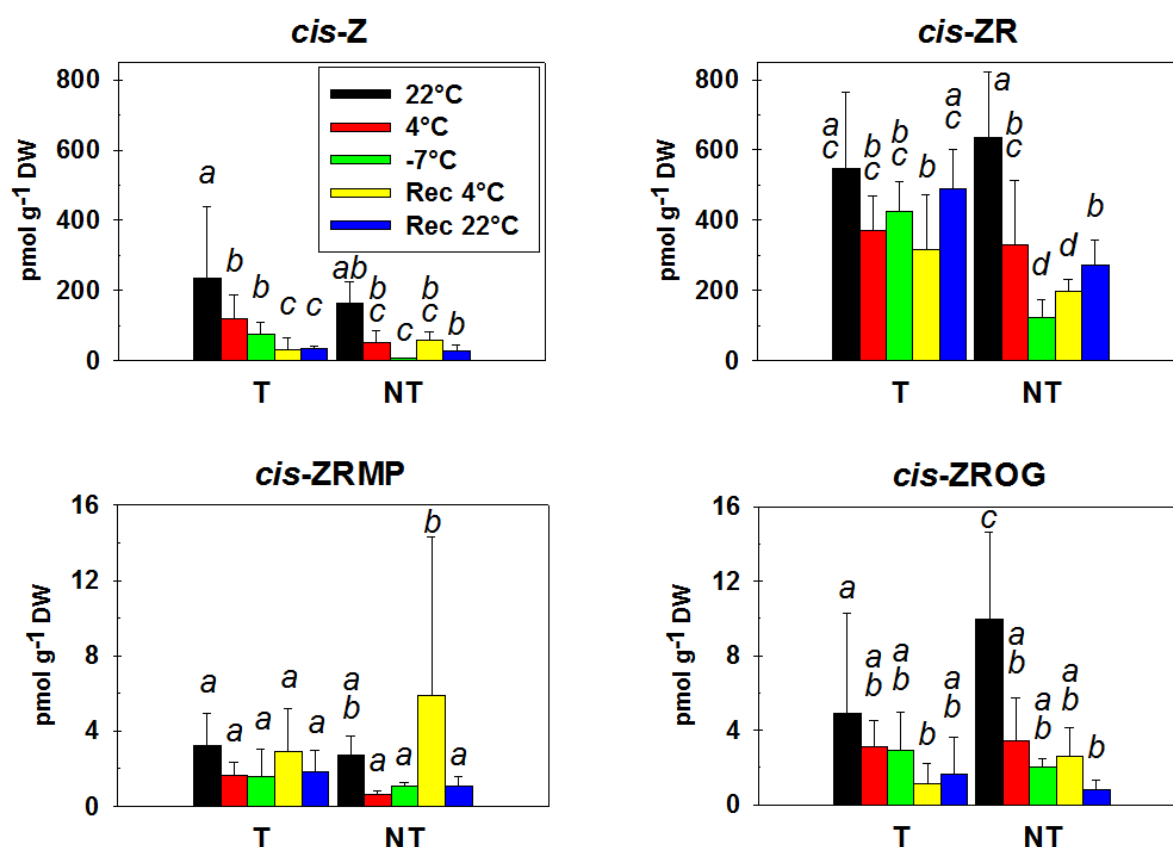 cis-Z
pmol g⁻¹ DW
800
600
400
200
0
22°C
4°C
-7°C
Rec 4°C
Rec 22°C
a
b
b
c
c
ab
b
c
c
b
c
b
T
NT
cis-ZR
pmol g⁻¹ DW
800
600
400
200
0
a
c
b
c
b
c
b
a
c
a
b
c
d
d
b
T
NT
cis-ZRMP
pmol g⁻¹ DW
16
12
8
4
0
a
a
a
a
a
a
b
a
a
b
a
T
NT
cis-ZROG
pmol g⁻¹ DW
16
12
8
4
0
a
a
b
a
b
b
a
b
c
a
b
a
b
a
b
b
T
NT